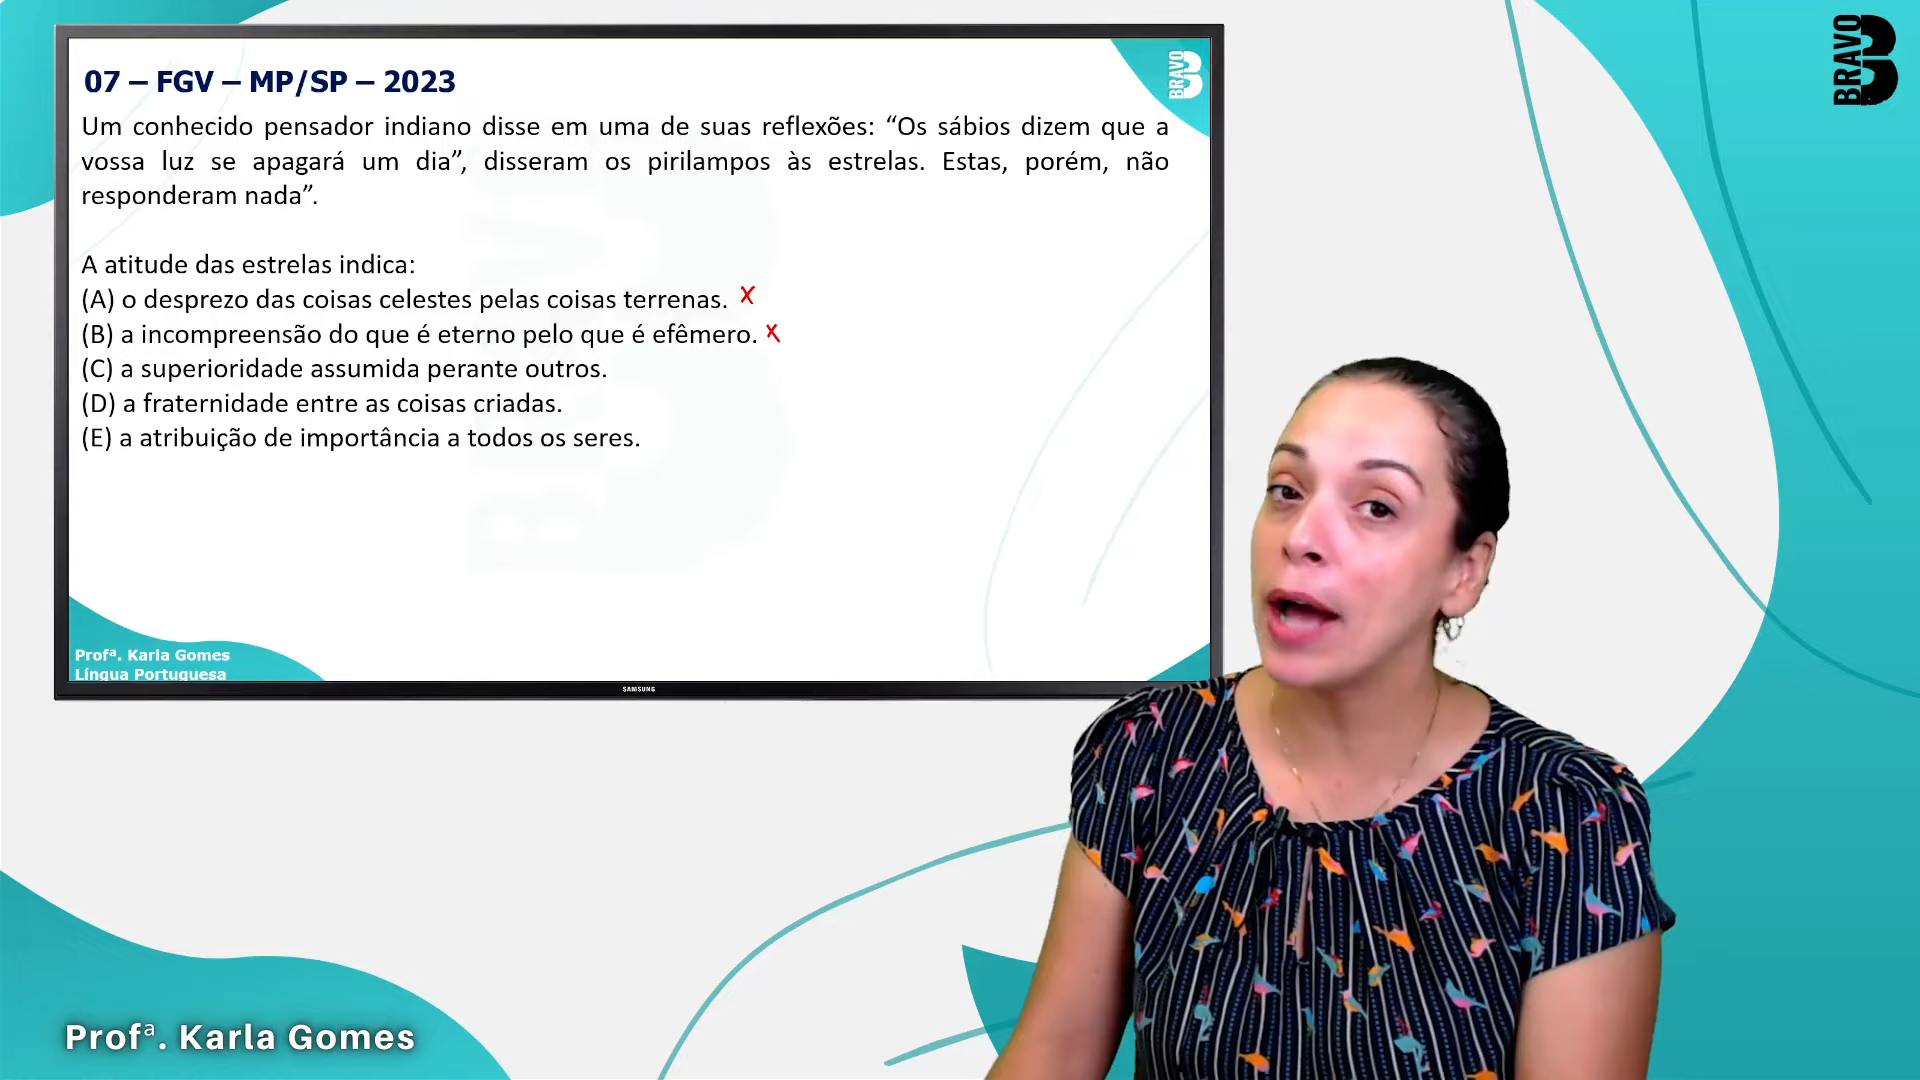 BRAVO
BRAVO
07 – FGV – MP/SP – 2023
Um conhecido pensador indiano disse em uma de suas reflexões: “Os sábios dizem que a
vossa luz se apagará um dia”, disseram os pirilampos às estrelas. Estas, porém, não
responderam nada”.
A atitude das estrelas indica:
(A) o desprezo das coisas celestes pelas coisas terrenas. X
(B) a incompreensão do que é eterno pelo que é efêmero. X
(C) a superioridade assumida perante outros.
(D) a fraternidade entre as coisas criadas.
(E) a atribuição de importância a todos os seres.
BRAVO
Profª. Karla Gomes
Língua Portuguesa
SAMSUNG
Profª. Karla Gomes